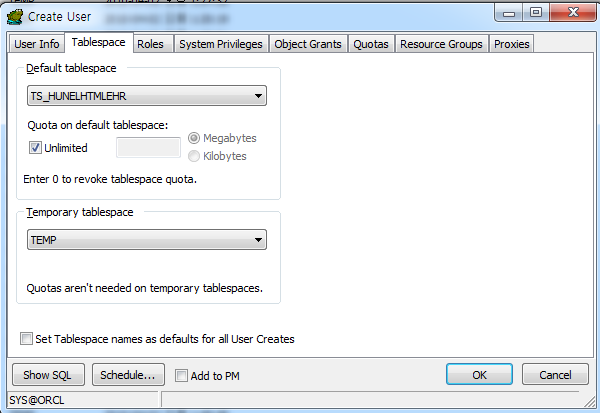 Create User
User Info Tablespace Roles System Privileges Object Grants Quotas Resource Groups Proxies
Default tablespace
TS_HUNELHTMLEHR
Quota on default tablespace:
Unlimited
Megabytes
Kilobytes
Enter 0 to revoke tablespace quota.
Temporary tablespace
TEMP
Quotas aren't needed on temporary tablespaces.
Set Tablespace names as defaults for all User Creates
Show SQL Schedule... Add to PM OK Cancel
SYS@ORCL